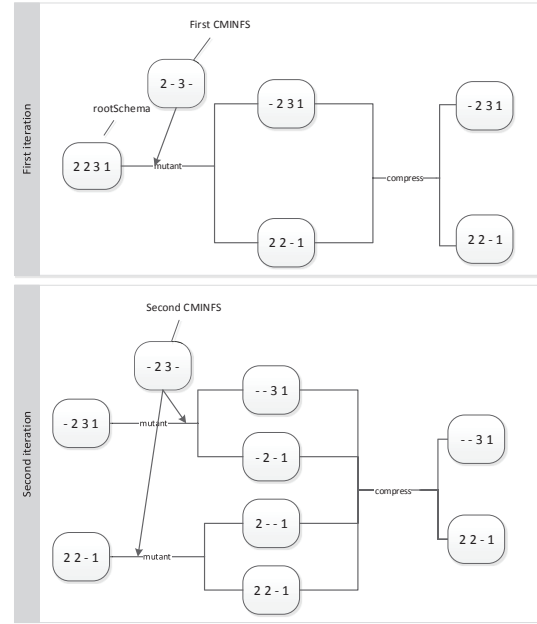 First iteration
First CMINFS
2 - 3 -
rootSchema
2 2 3 1
mutant
- 2 3 1
2 2 - 1
compress
- 2 3 1
2 2 - 1
Second iteration
Second CMINFS
- 2 3 -
- 2 3 1
mutant
2 2 - 1
mutant
- - 3 1
- 2 - 1
2 - - 1
2 2 - 1
compress
- - 3 1
2 2 - 1